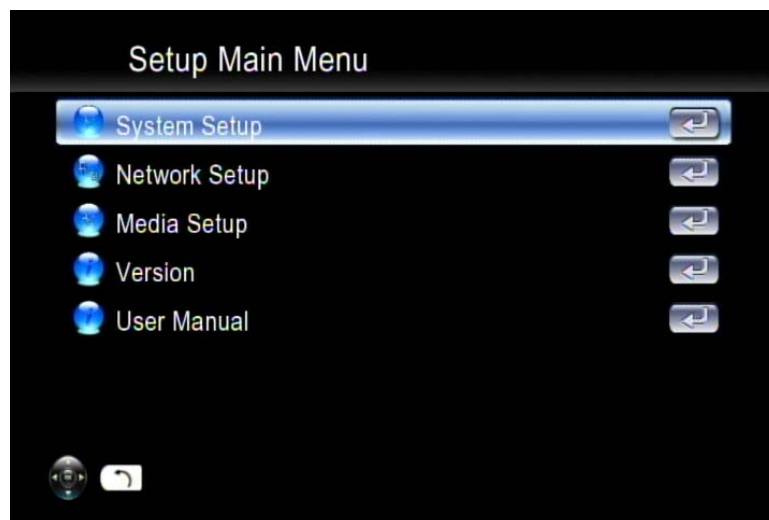 Setup Main Menu
System Setup
Network Setup
Media Setup
Version
User Manual